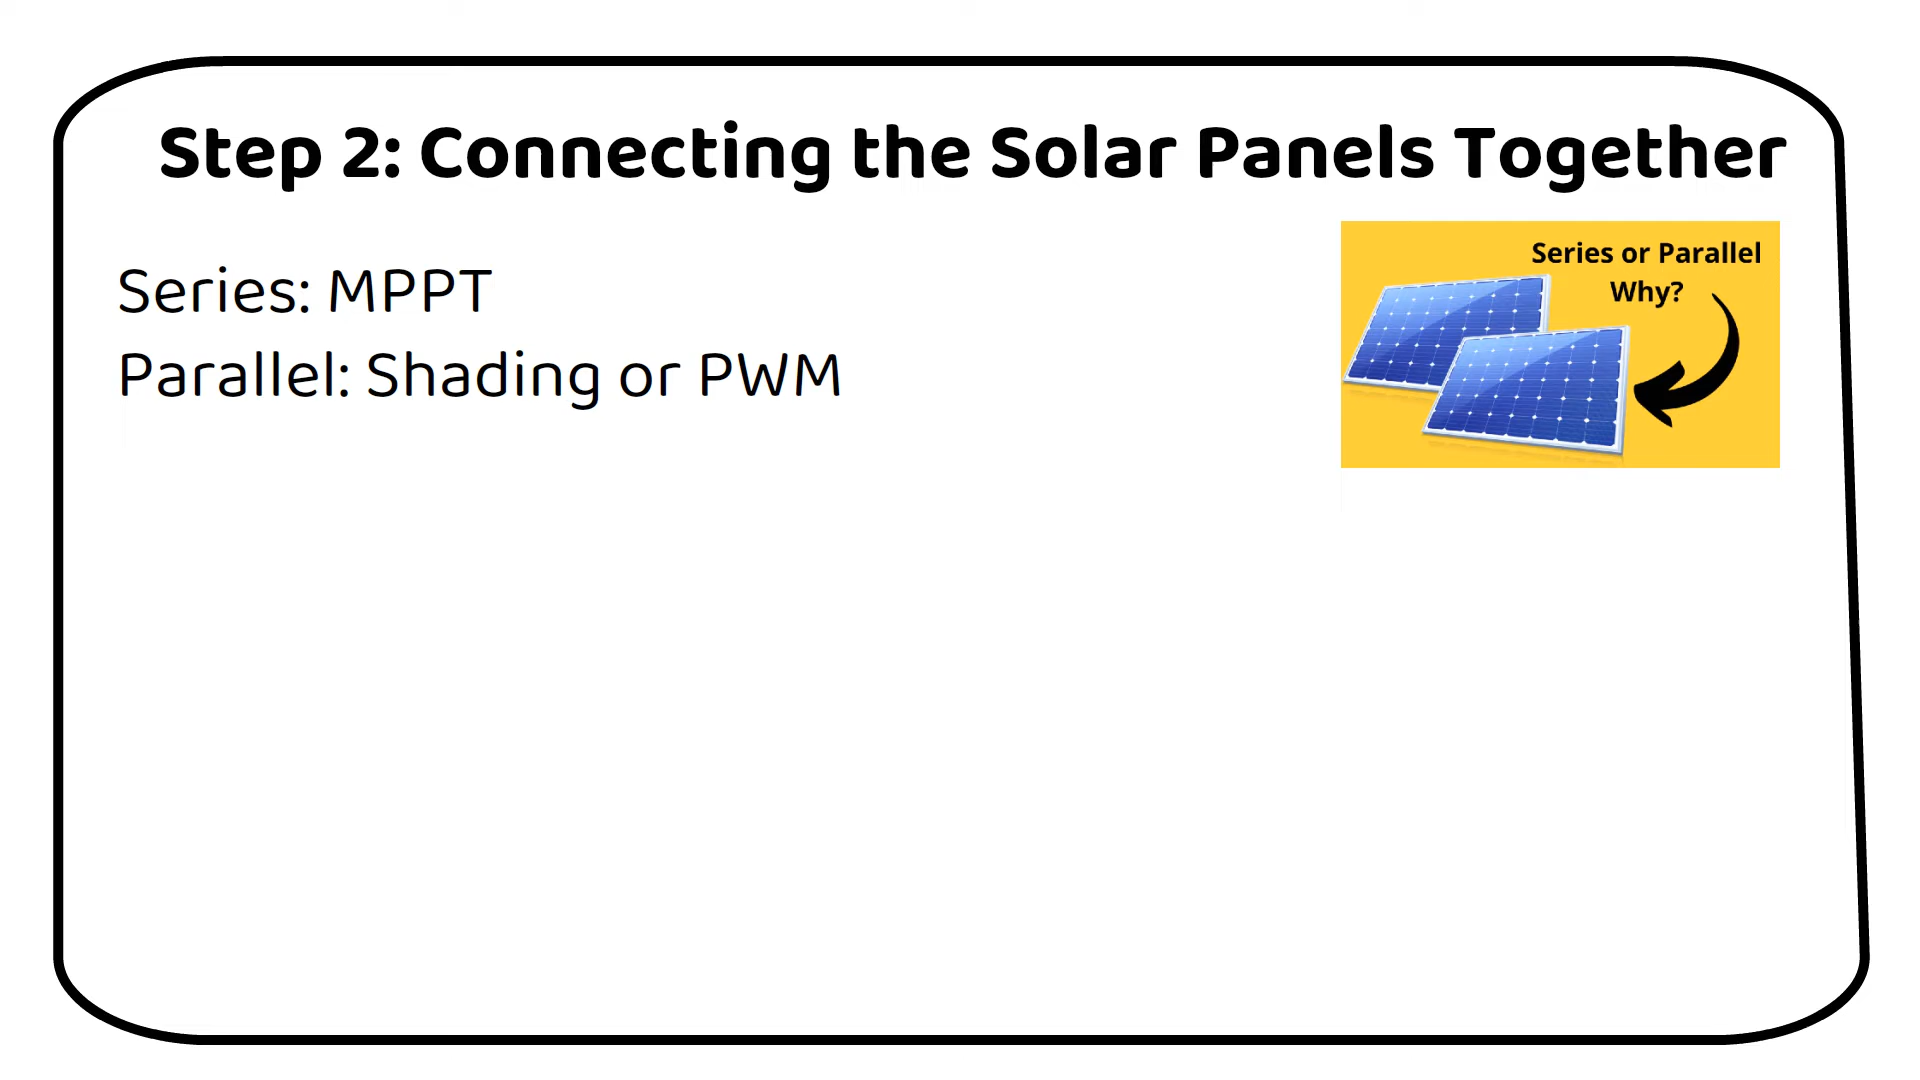 Step 2: Connecting the Solar Panels Together
Series: MPPT
Parallel: Shading or PWM
Series or Parallel
Why?